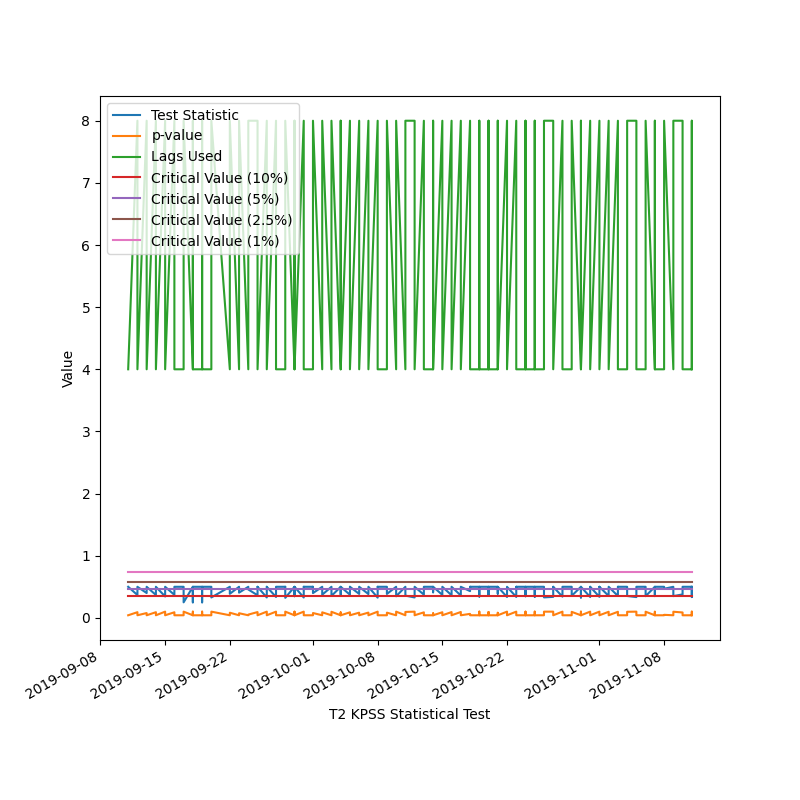 Test Statistic
p-value
Lags Used
Critical Value (10%)
Critical Value (5%)
Critical Value (2.5%)
Critical Value (1%)
8
7
6
5
4
3
2
1
0
Value
2019-09-08
2019-09-15
2019-09-22
2019-10-01
2019-10-08
2019-10-15
2019-10-22
2019-11-01
2019-11-08
T2 KPSS Statistical Test